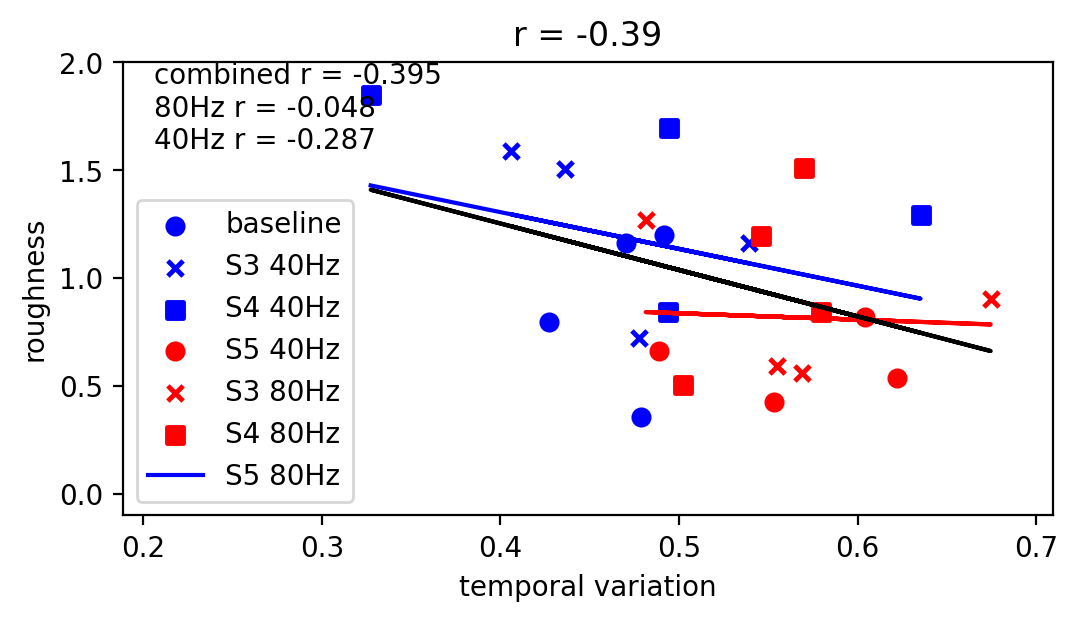 r = -0.39
combined r = -0.395
80Hz r = -0.048
40Hz r = -0.287
baseline
S3 40Hz
S4 40Hz
S5 40Hz
S3 80Hz
S4 80Hz
S5 80Hz
roughness
2.0
1.5
1.0
0.5
0.0
0.2 0.3 0.4 0.5 0.6 0.7
temporal variation